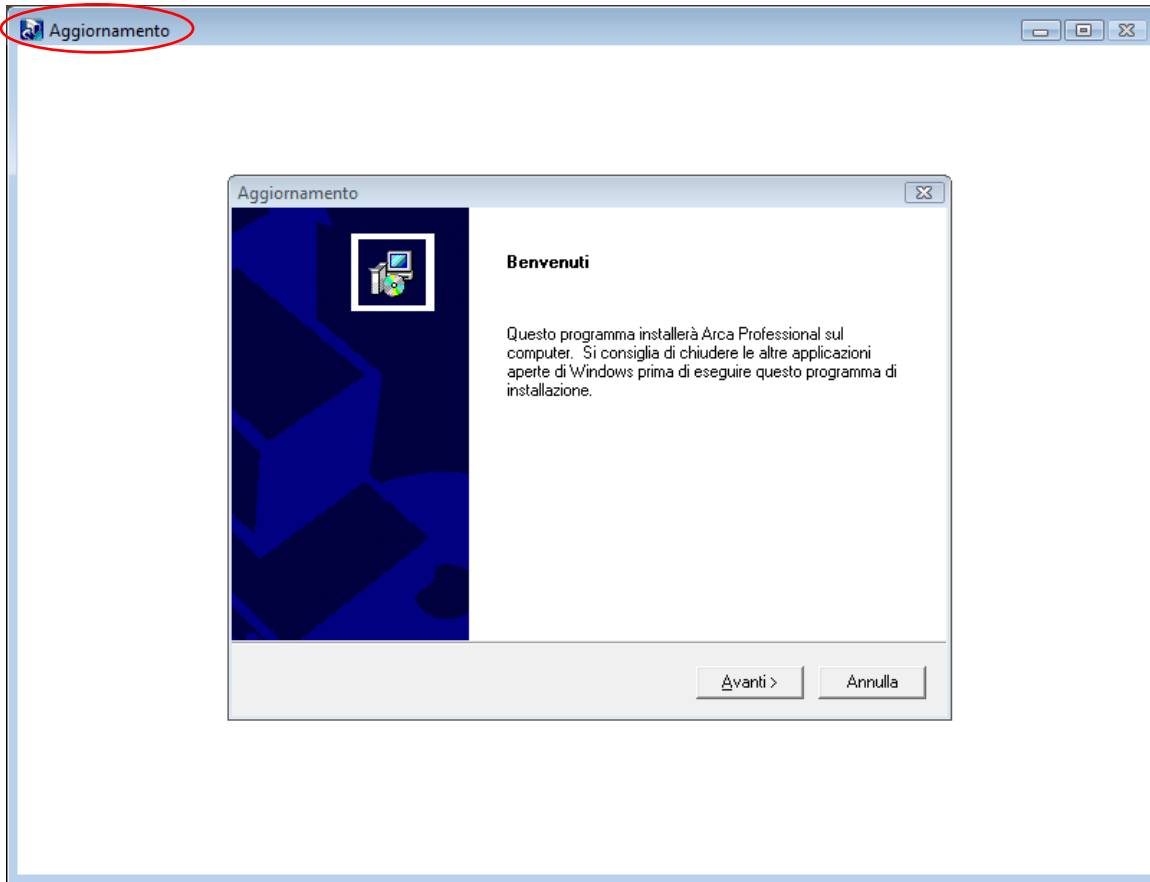 Aggiornamento
Aggiornamento
Benvenuti
Questo programma installerà Arca Professional sul
computer. Si consiglia di chiudere le altre applicazioni
aperte di Windows prima di eseguire questo programma di
installazione.
Avanti >
Annulla